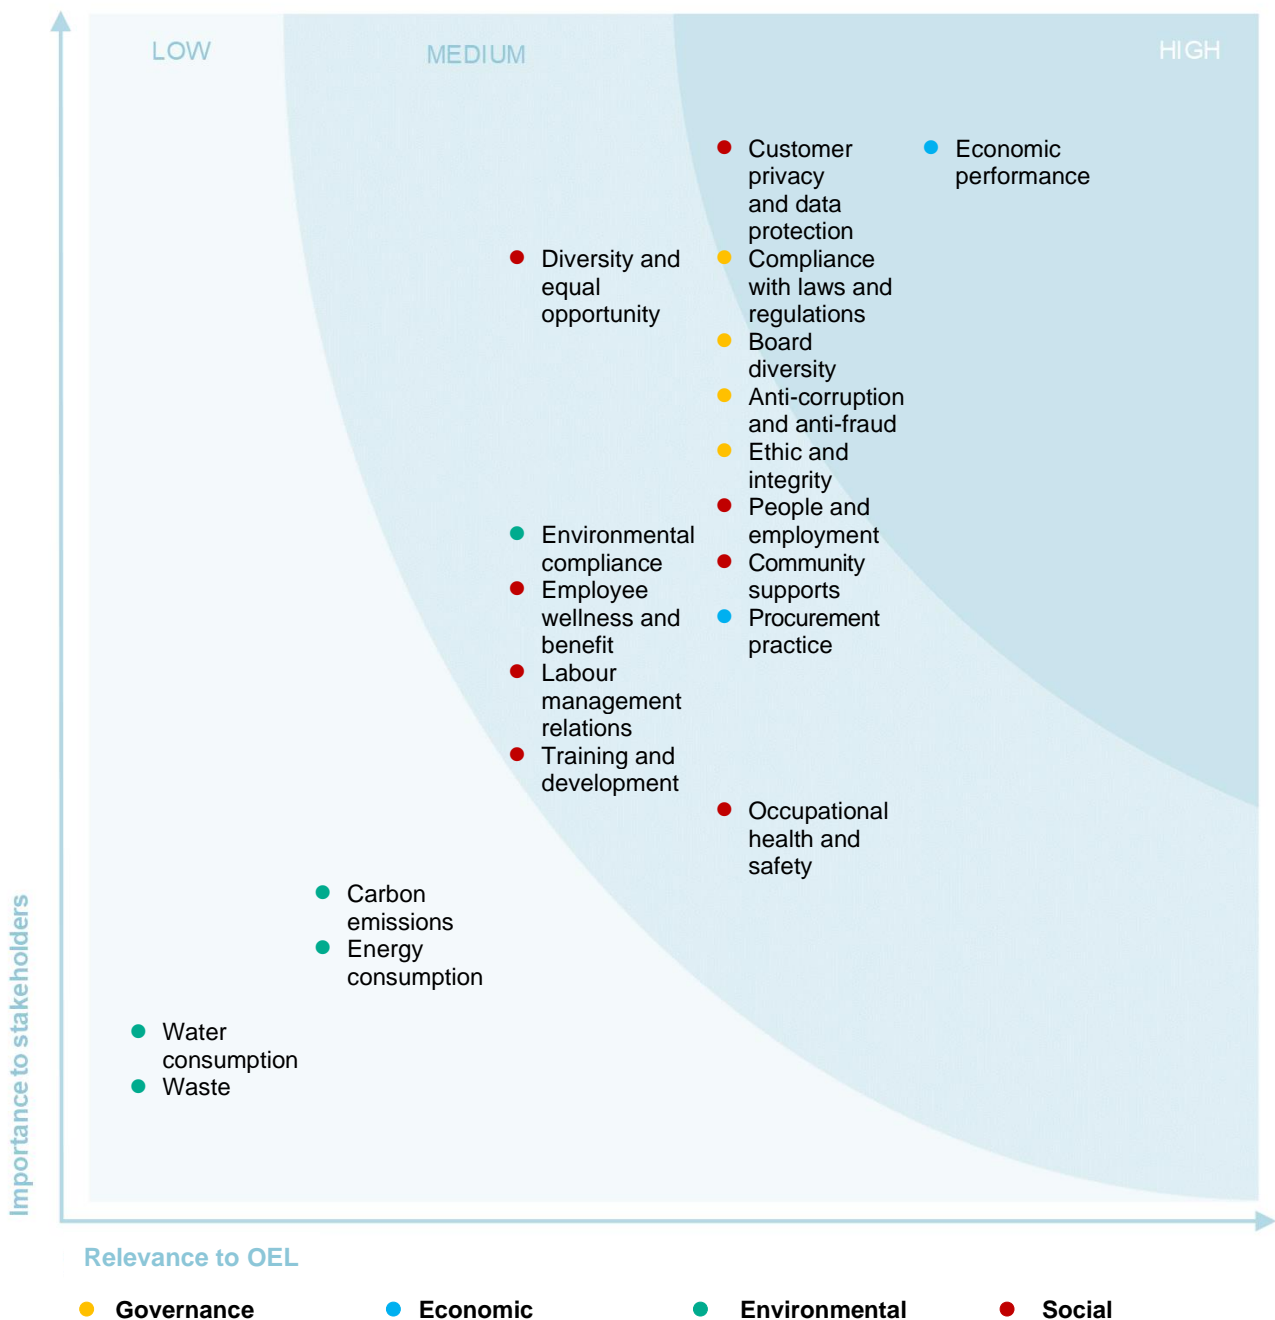 LOW
MEDIUM
HIGH
Customer
privacy
and data
protection
Economic
performance
Diversity and
equal
opportunity
Compliance
with laws and
regulations
Board
diversity
Anti-corruption
and anti-fraud
Ethic and
integrity
People and
employment
Environmental
compliance
Community
supports
Employee
wellness and
benefit
Procurement
practice
Labour
management
relations
Training and
development
Occupational
health and
safety
Carbon
emissions
Energy
consumption
Water
consumption
Waste
Importance to stakeholders
Relevance to OEL
Governance
Economic
Environmental
Social